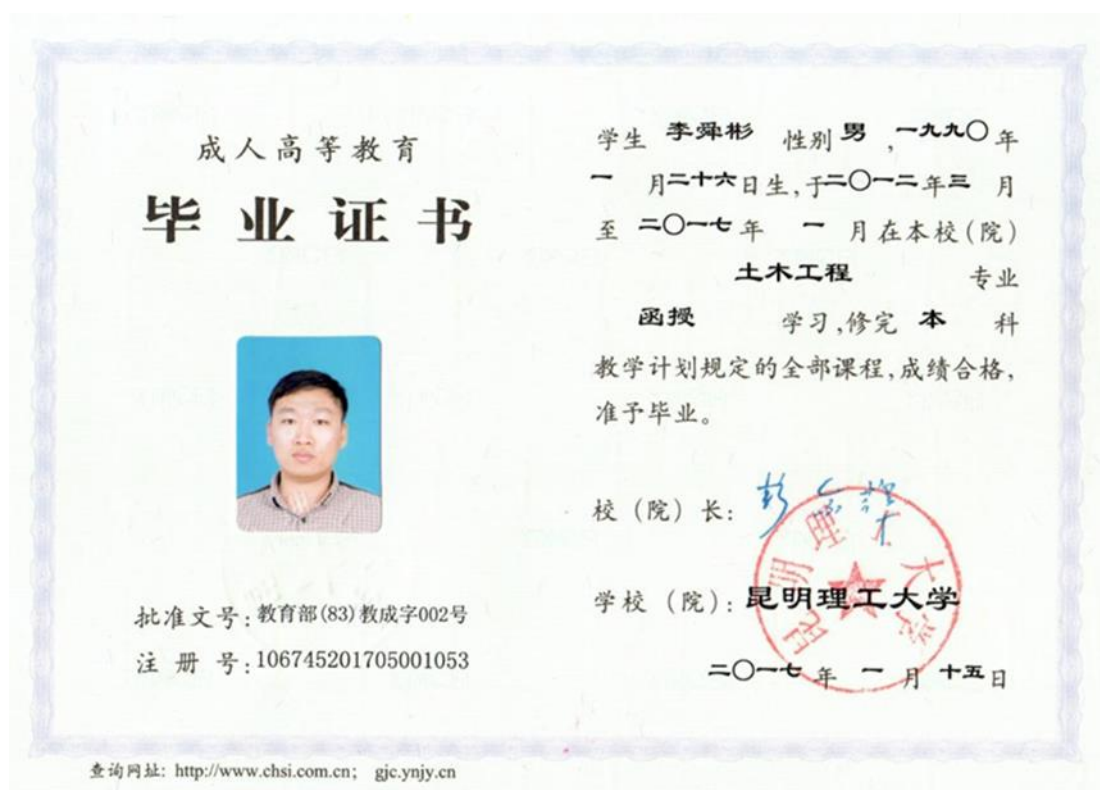 成人高等教育
毕业证书
批准文号:教育部(83)教成字002号
注册号:106745201705001053
学生 李舜彬 性别 男,一九九〇年
一月二十六日生,于二〇一二年三月
至二〇一七年一月在本校(院)
土木工程 专业
函授 学习,修完 本 科
教学计划规定的全部课程,成绩合格,
准予毕业。
校(院)长:
学校(院):昆明理工大学
昆明理工大学
二〇一七年一月十五日
查询网址: http://www.chsi.com.cn; gjc.ynjy.cn